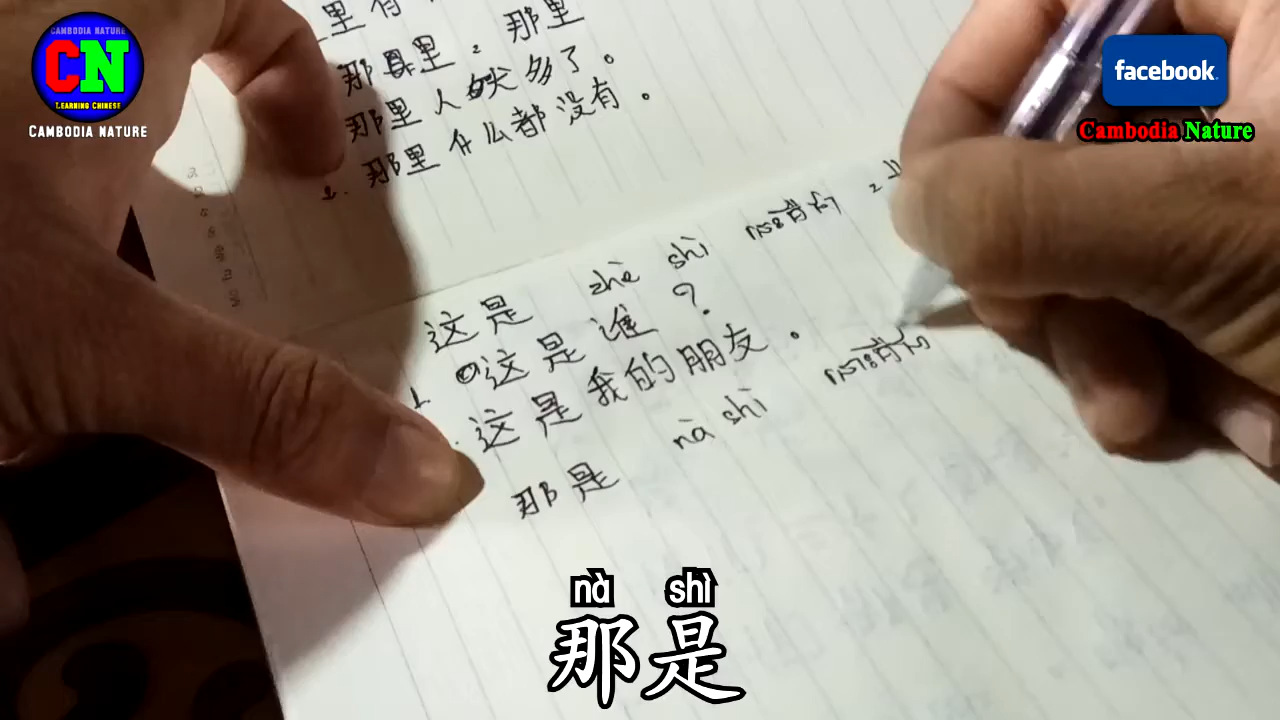 CAMBODIA NATURE
CN
LEARNING CHINESE
CAMBODIA NATURE
facebook
Cambodia Nature
里有
那里。那里
那里人太多了。
那里什么都没有。
这是 zhè shì
这是谁?
这是我的朋友。
那是 nà shì
nà shì
那是